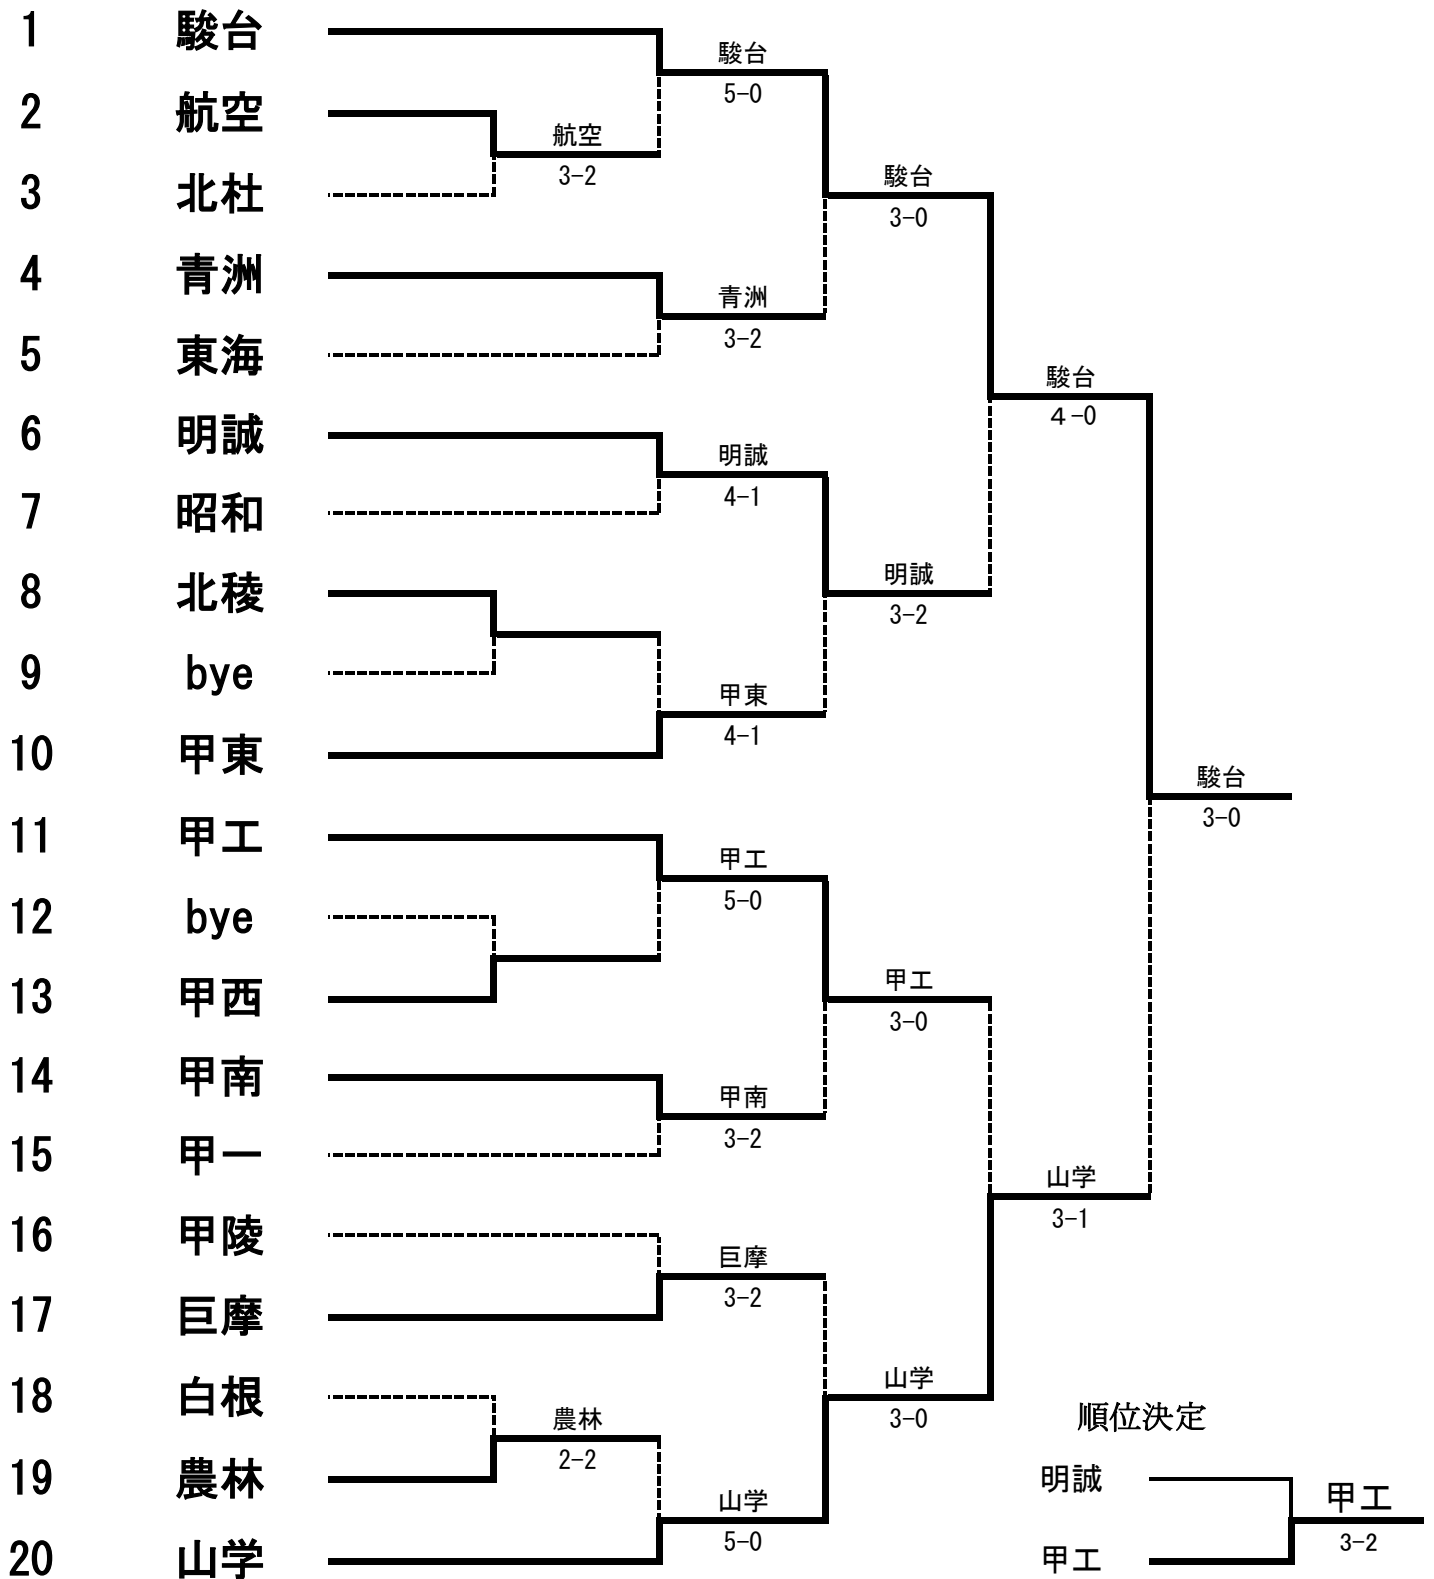 1 駿台
駿台
5-0
2 航空
航空
3-2
3 北杜
駿台
3-0
4 青洲
青洲
3-2
5 東海
駿台
４-0
6 明誠
明誠
4-1
7 昭和
8 北稜
明誠
3-2
9 bye
甲東
4-1
10 甲東
駿台
3-0
11 甲工
甲工
5-0
12 bye
13 甲西
甲工
3-0
14 甲南
甲南
3-2
15 甲一
山学
3-1
16 甲陵
巨摩
3-2
17 巨摩
18 白根
山学
3-0
農林
2-2
順位決定
19 農林
明誠
山学
5-0
甲工
3-2
20 山学
甲工